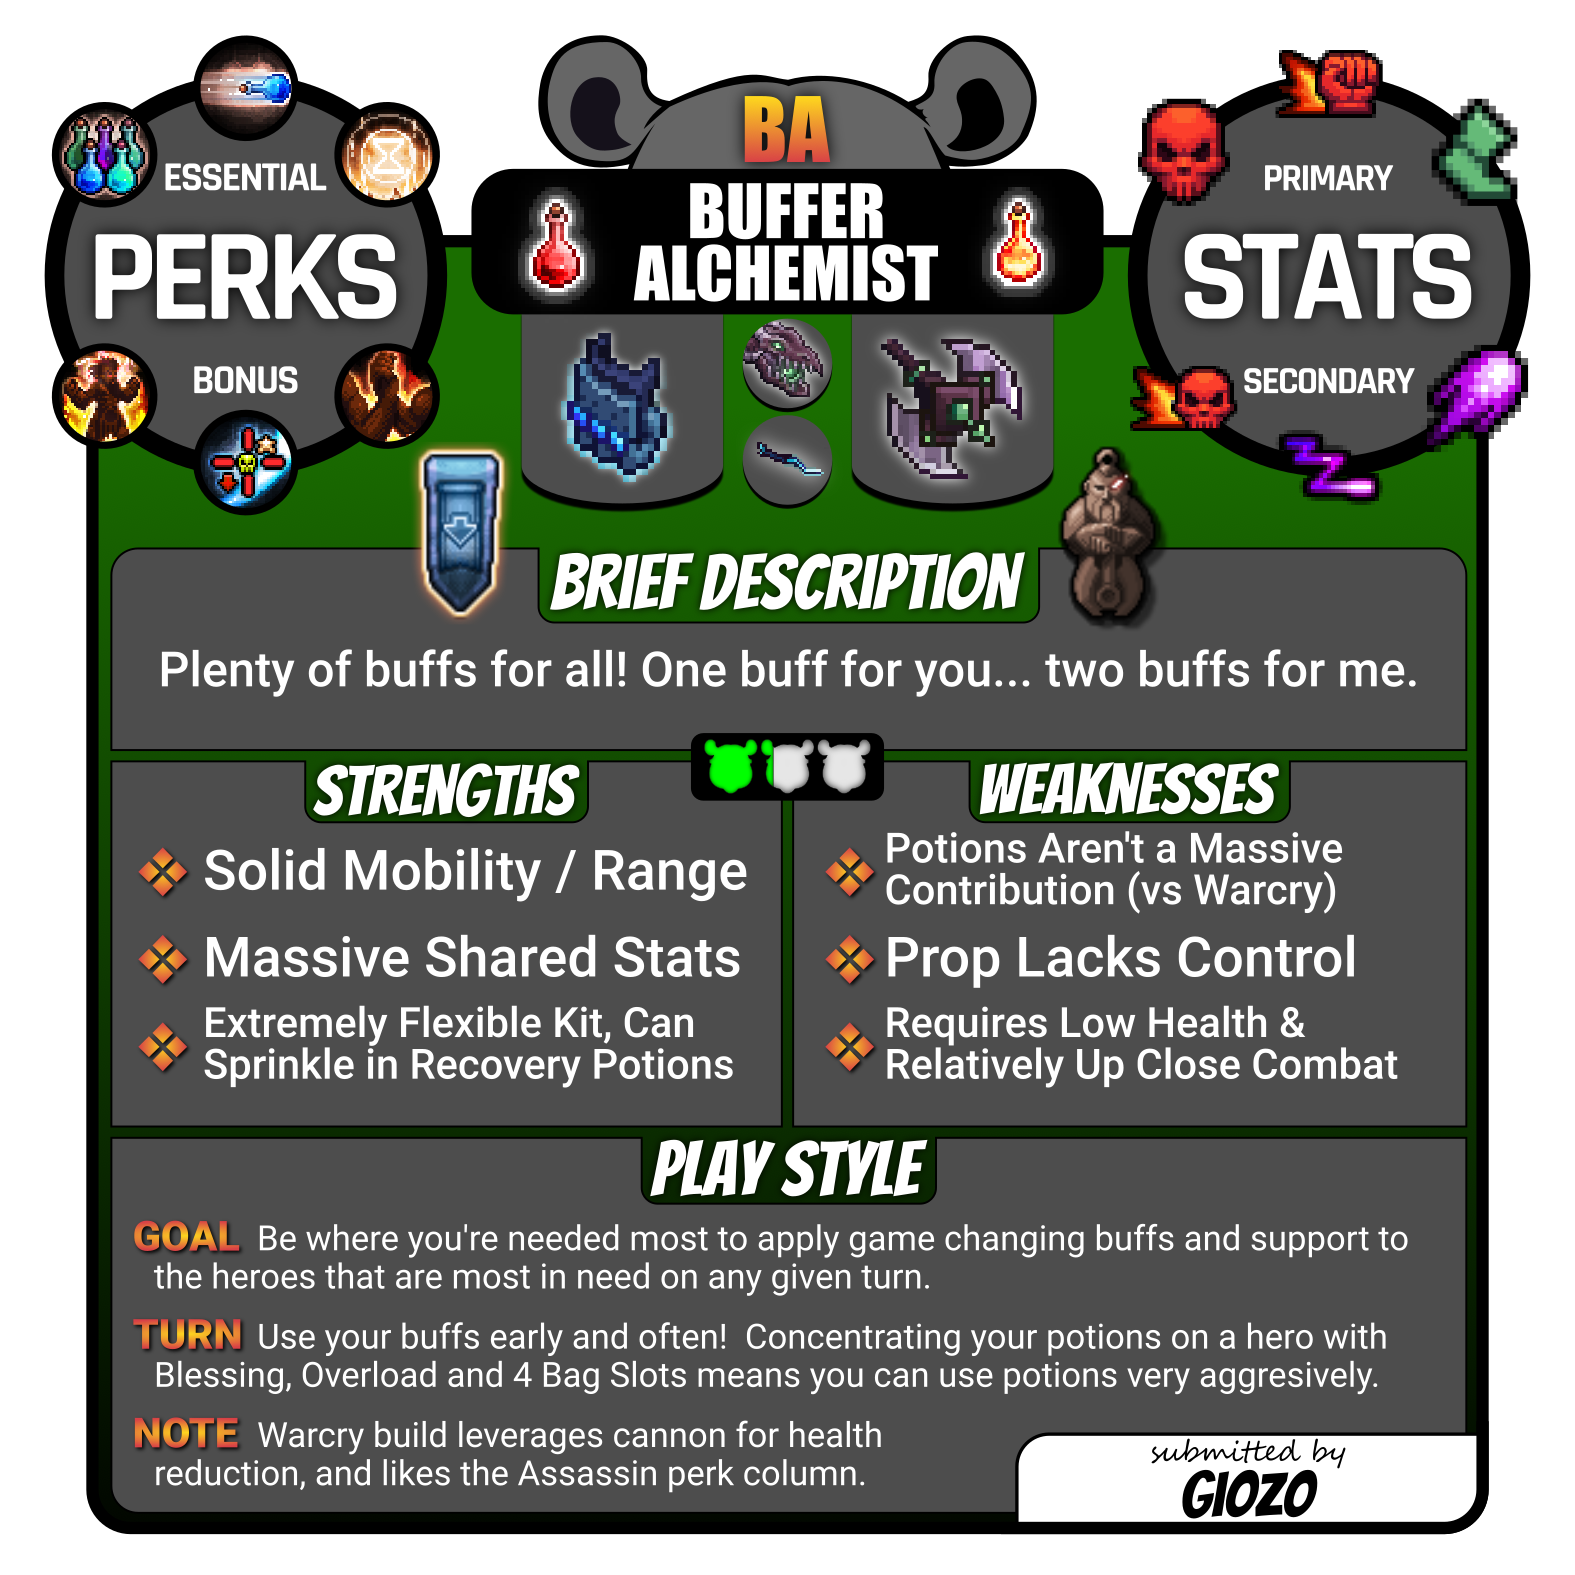 BA
BUFFER
ALCHEMIST
ESSENTIAL
PERKS
BONUS
PRIMARY
STATS
SECONDARY
BRIEF DESCRIPTION
Plenty of buffs for all! One buff for you... two buffs for me.
STRENGTHS
Solid Mobility / Range
Massive Shared Stats
Extremely Flexible Kit, Can
Sprinkle in Recovery Potions
WEAKNESSES
Potions Aren't a Massive
Contribution (vs Warcry)
Prop Lacks Control
Requires Low Health &
Relatively Up Close Combat
PLAY STYLE
GOAL Be where you're needed most to apply game changing buffs and support to
the heroes that are most in need on any given turn.
TURN Use your buffs early and often! Concentrating your potions on a hero with
Blessing, Overload and 4 Bag Slots means you can use potions very aggresively.
NOTE Warcry build leverages cannon for health
reduction, and likes the Assassin perk column.
submitted by
GIOZO